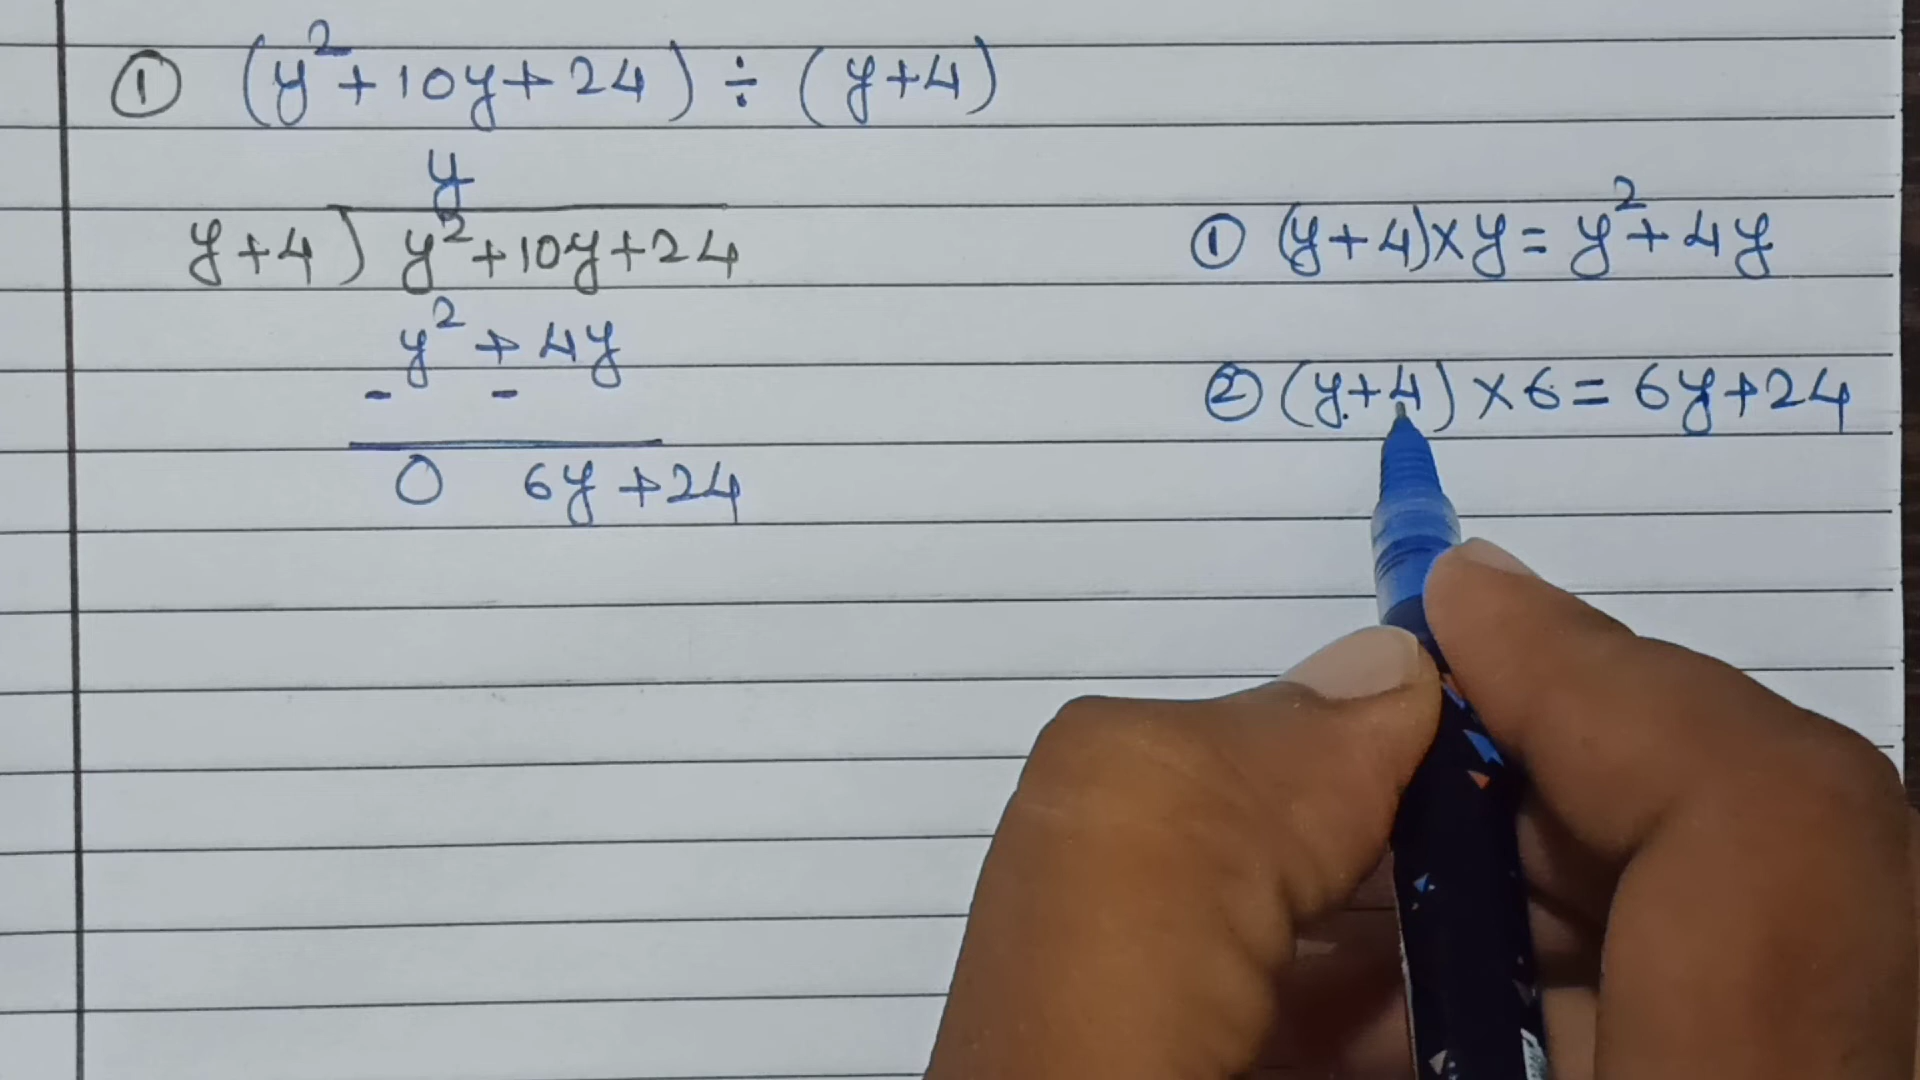 ① (y²+10y+24) ÷ (y+4)
y
y+4) y²+10y+24
y² + 4y
- -
0 6y+24
① (y+4)×y = y²+4y
② (y+4) ×6 = 6y+24